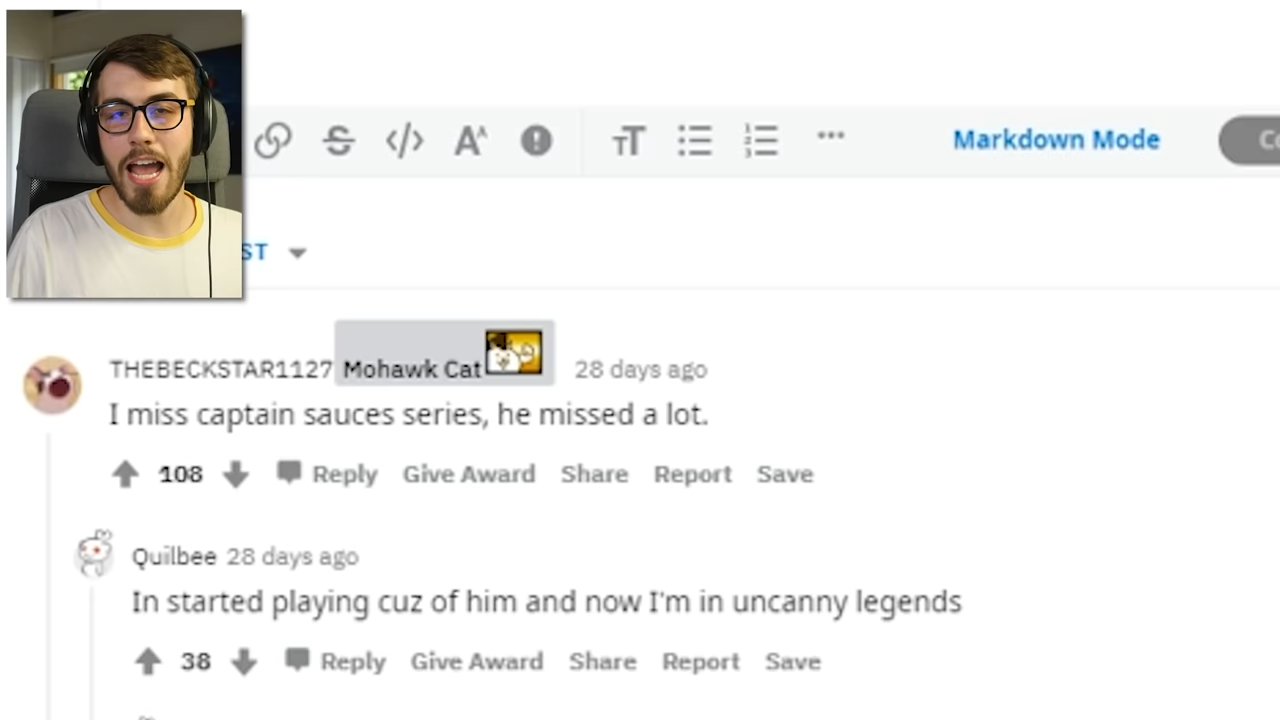 Markdown Mode
ST
THEBECKSTAR1127 Mohawk Cat 28 days ago
I miss captain sauces series, he missed a lot.
108 Reply Give Award Share Report Save
Quilbee 28 days ago
In started playing cuz of him and now I'm in uncanny legends
38 Reply Give Award Share Report Save